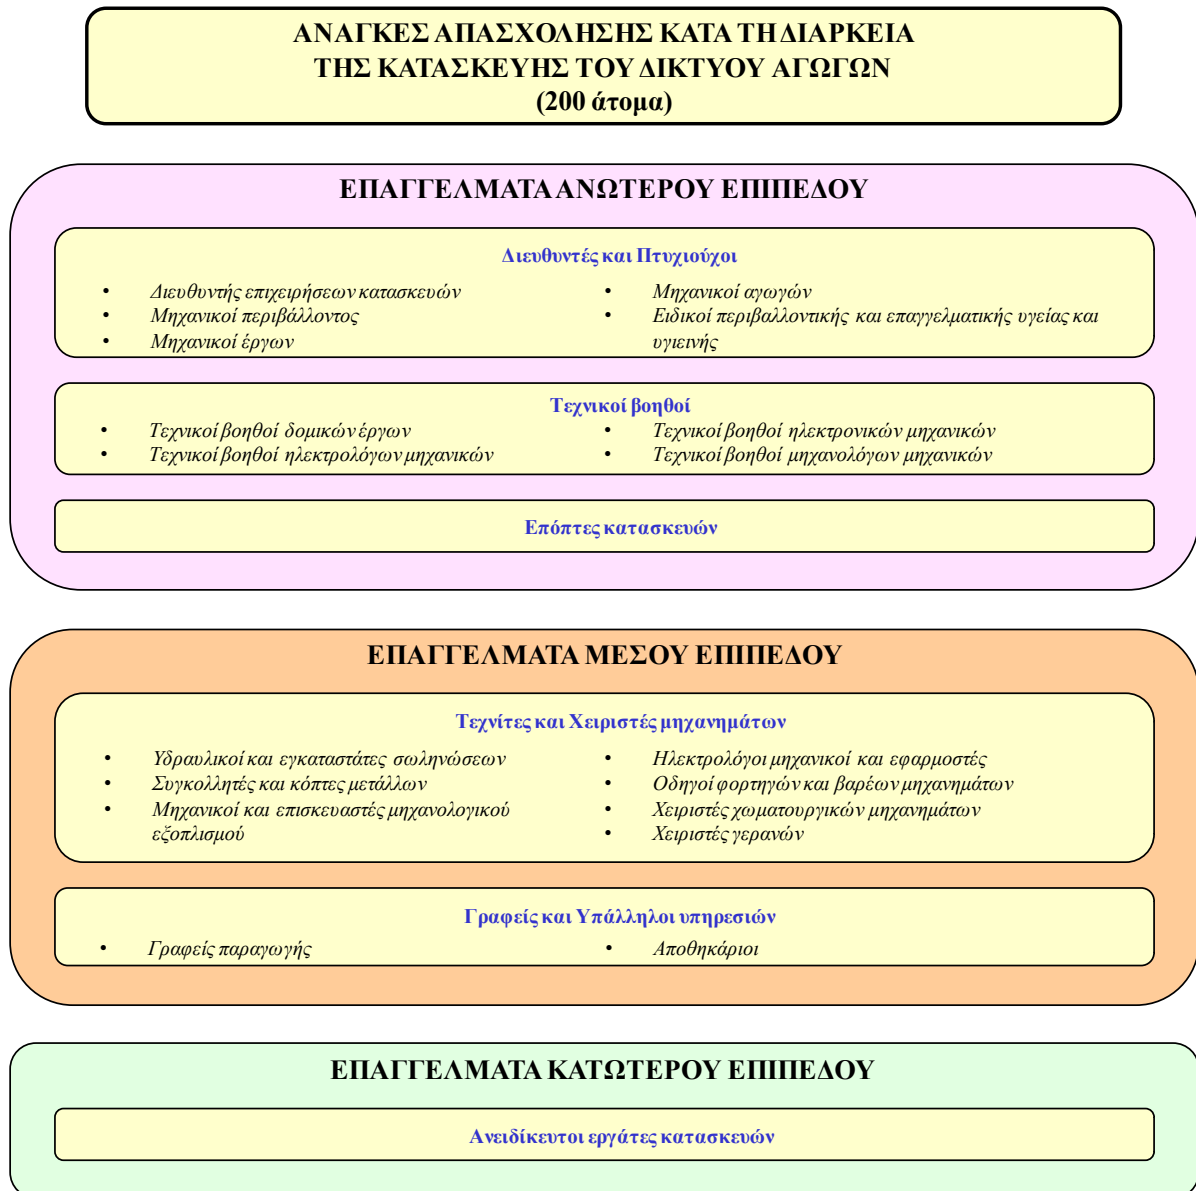 ΑΝΑΓΚΕΣ ΑΠΑΣΧΟΛΗΣΗΣ ΚΑΤΑ ΤΗ ΔΙΑΡΚΕΙΑ
ΤΗΣ ΚΑΤΑΣΚΕΥΗΣ ΤΟΥ ΔΙΚΤΥΟΥ ΑΓΩΓΩΝ
(200 άτομα)
ΕΠΑΓΓΕΛΜΑΤΑ ΑΝΩΤΕΡΟΥ ΕΠΙΠΕΔΟΥ
Διευθυντές και Πτυχιούχοι
• Διευθυντής επιχειρήσεων κατασκευών
• Μηχανικοί περιβάλλοντος
• Μηχανικοί έργων
• Μηχανικοί αγωγών
• Ειδικοί περιβαλλοντικής και επαγγελματικής υγείας και
υγιεινής
Τεχνικοί βοηθοί
• Τεχνικοί βοηθοί δομικών έργων
• Τεχνικοί βοηθοί ηλεκτρολόγων μηχανικών
• Τεχνικοί βοηθοί ηλεκτρονικών μηχανικών
• Τεχνικοί βοηθοί μηχανολόγων μηχανικών
Επόπτες κατασκευών
ΕΠΑΓΓΕΛΜΑΤΑ ΜΕΣΟΥ ΕΠΙΠΕΔΟΥ
Τεχνίτες και Χειριστές μηχανημάτων
• Υδραυλικοί και εγκαταστάτες σωληνώσεων
• Συγκολλητές και κόπτες μετάλλων
• Μηχανικοί και επισκευαστές μηχανολογικού
εξοπλισμού
• Ηλεκτρολόγοι μηχανικοί και εφαρμοστές
• Οδηγοί φορτηγών και βαρέων μηχανημάτων
• Χειριστές χωματουργικών μηχανημάτων
• Χειριστές γερανών
Γραφείς και Υπάλληλοι υπηρεσιών
• Γραφείς παραγωγής
• Αποθηκάριοι
ΕΠΑΓΓΕΛΜΑΤΑ ΚΑΤΩΤΕΡΟΥ ΕΠΙΠΕΔΟΥ
Ανειδίκευτοι εργάτες κατασκευών